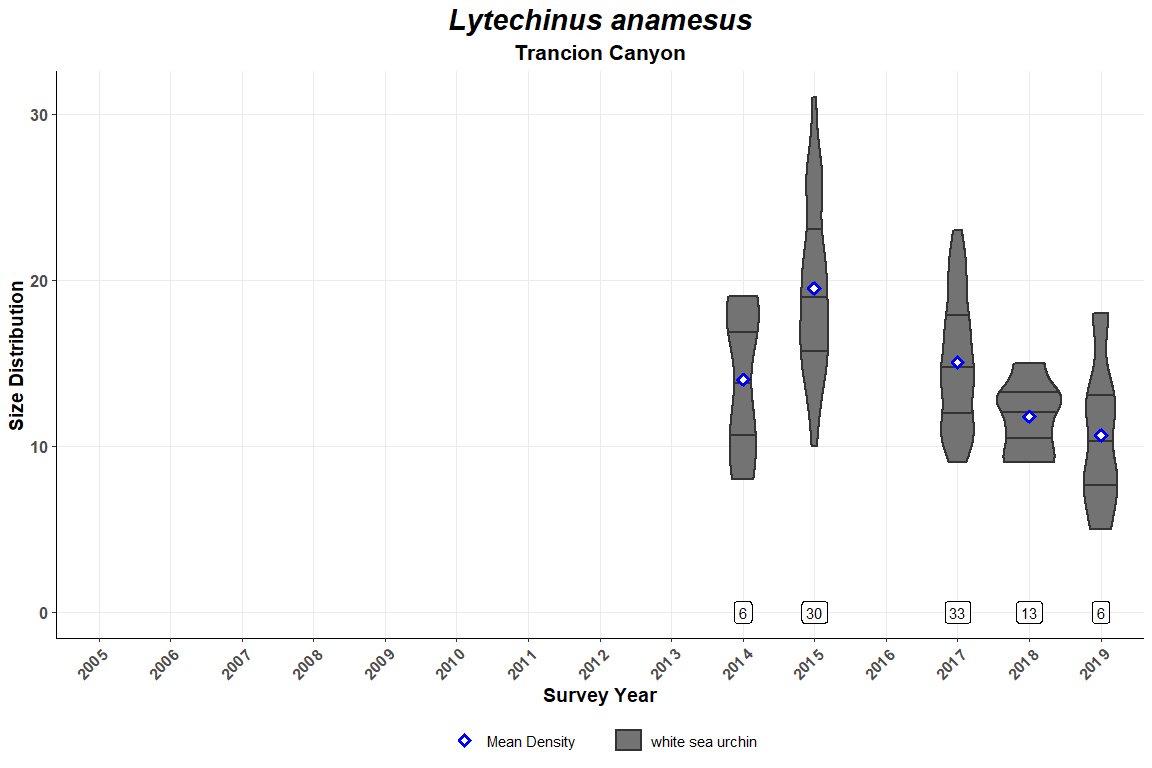 Lytechinus anamesus
Trancion Canyon
Size Distribution
30
20
10
0
6 30 33 13 6
2005 2006 2007 2008 2009 2010 2011 2012 2013 2014 2015 2016 2017 2018 2019
Survey Year
Mean Density white sea urchin